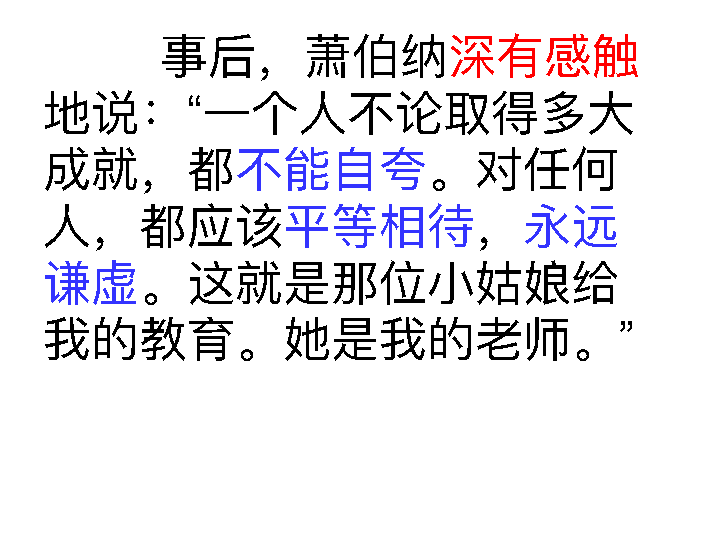 事后，萧伯纳深有感触
地说：“一个人不论取得多大
成就，都不能自夸。对任何
人，都应该平等相待，永远
谦虚。这就是那位小姑娘给
我的教育。她是我的老师。”